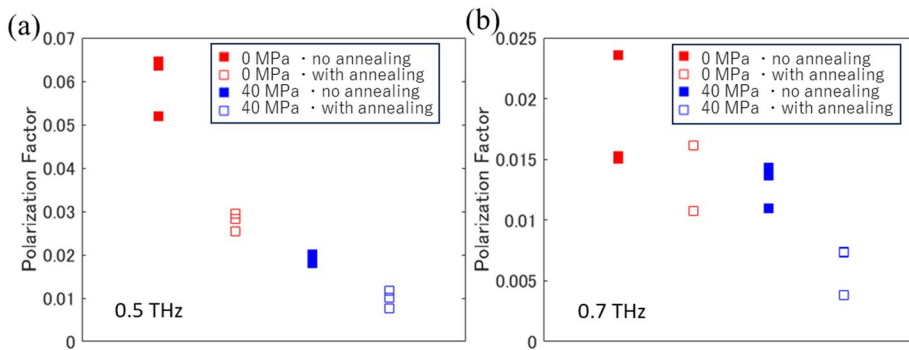 (a)
0.07
0.06
0.05
0.04
0.03
0.02
0.01
0
Polarization Factor
0 MPa ・no annealing
0 MPa ・with annealing
40 MPa ・no annealing
40 MPa ・with annealing
0.5 THz
(b)
0.025
0.02
0.015
0.01
0.005
0
Polarization Factor
0 MPa ・no annealing
0 MPa ・with annealing
40 MPa ・no annealing
40 MPa ・with annealing
0.7 THz